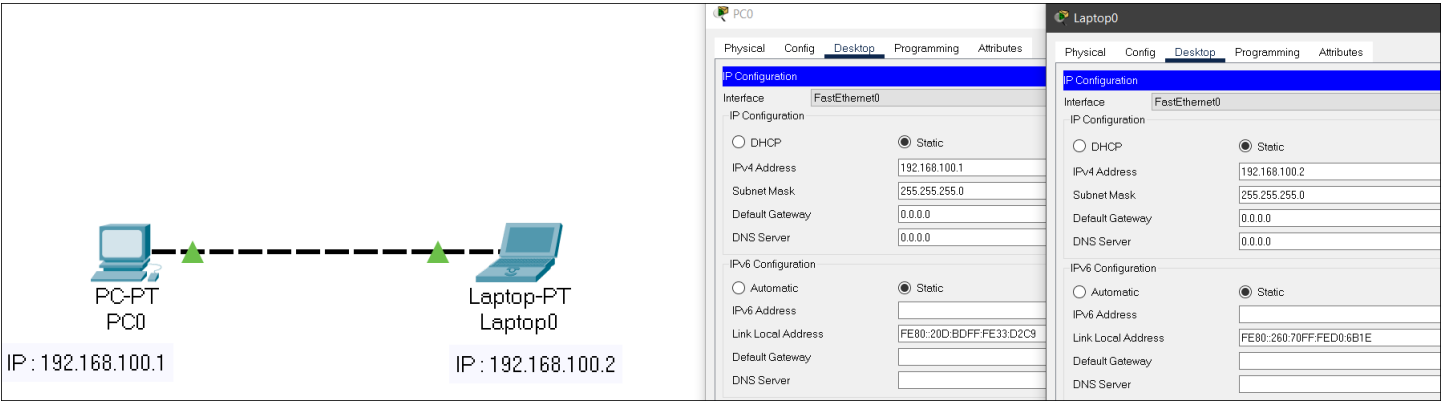 PC-PT
PC0
IP : 192.168.100.1
Laptop-PT
Laptop0
IP : 192.168.100.2
PC0
Physical Config Desktop Programming Attributes
IP Configuration
Interface FastEthernet0
IP Configuration
DHCP Static
IPv4 Address 192.168.100.1
Subnet Mask 255.255.255.0
Default Gateway 0.0.0.0
DNS Server 0.0.0.0
IPv6 Configuration
Automatic Static
IPv6 Address
Link Local Address FE80::20D:BDFF:FE33:D2C9
Default Gateway
DNS Server
Laptop0
Physical Config Desktop Programming Attributes
IP Configuration
Interface FastEthernet0
IP Configuration
DHCP Static
IPv4 Address 192.168.100.2
Subnet Mask 255.255.255.0
Default Gateway 0.0.0.0
DNS Server 0.0.0.0
IPv6 Configuration
Automatic Static
IPv6 Address
Link Local Address FE80::260:70FF:FED0:6B1E
Default Gateway
DNS Server